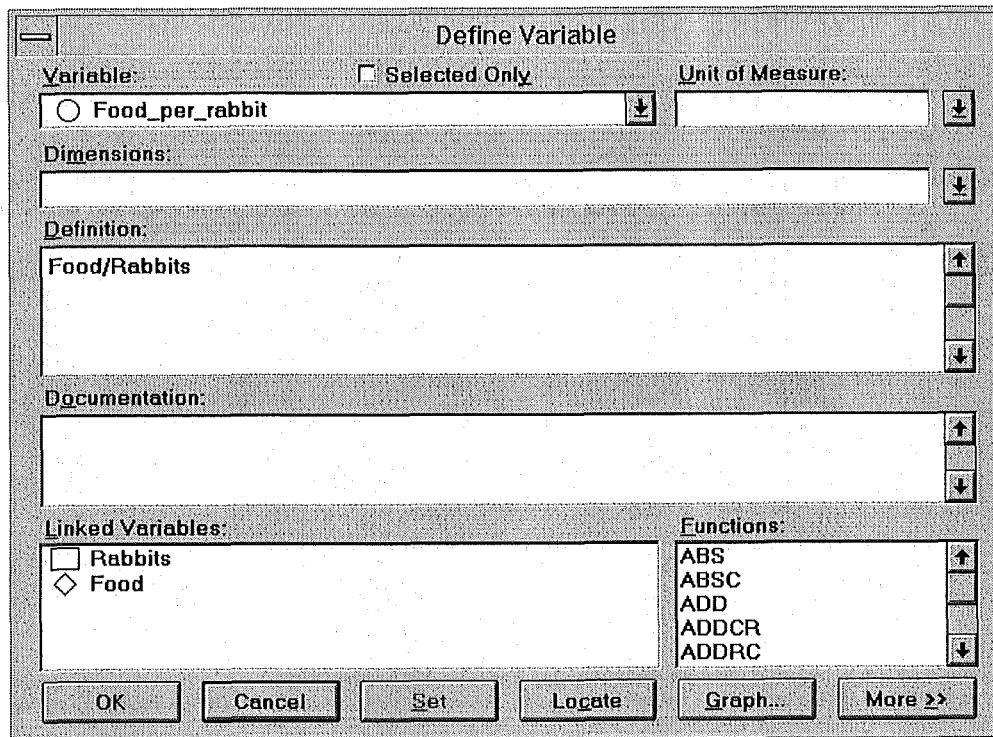 Define Variable
Variable: Selected Only Unit of Measure:
Food_per_rabbit
Dimensions:
Definition:
Food/Rabbits
Documentation:
Linked Variables: Functions:
Rabbits ABS
Food ABSC
ADD
ADDCR
ADDRC
OK Cancel Set Locate Graph... More >>